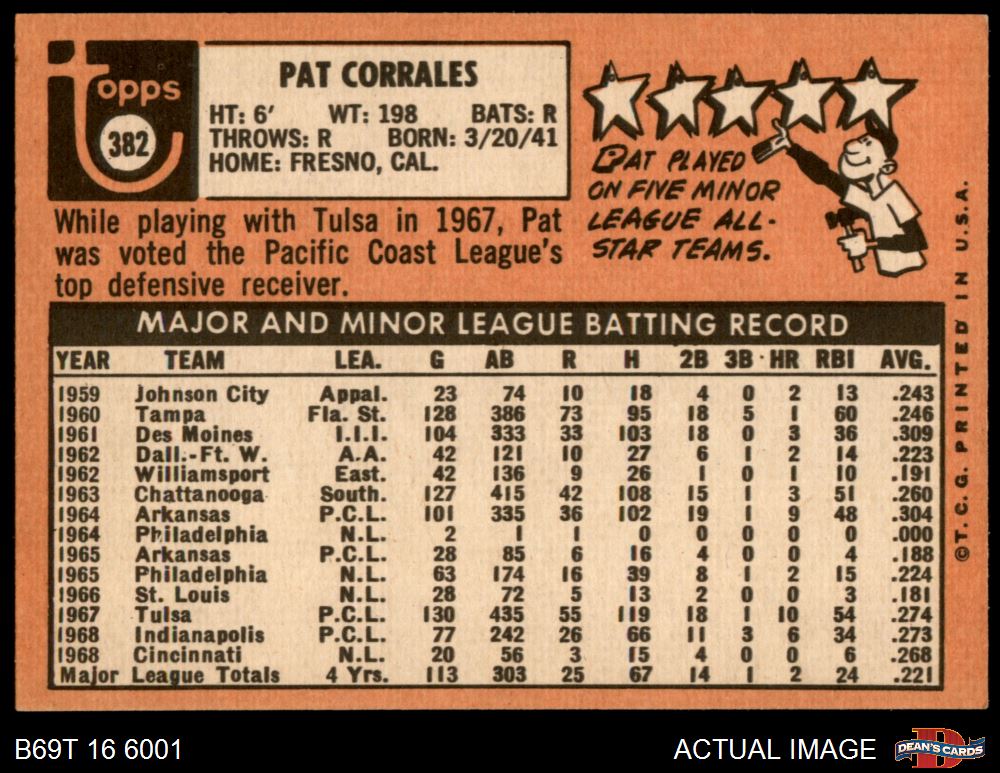 topps
382
PAT CORRALES
HT: 6' WT: 198 BATS: R
THROWS: R BORN: 3/20/41
HOME: FRESNO, CAL.
PAT PLAYED
ON FIVE MINOR
LEAGUE ALL-
STAR TEAMS.
While playing with Tulsa in 1967, Pat
was voted the Pacific Coast League's
top defensive receiver.
MAJOR AND MINOR LEAGUE BATTING RECORD
YEAR TEAM LEA. G AB R H 2B 3B HR RBI AVG.
1959 Johnson City Appal. 23 74 10 18 4 0 2 13 .243
1960 Tampa Fla. St. 128 386 73 95 18 5 1 60 .246
1961 Des Moines I.I.I. 104 333 33 103 18 0 3 36 .309
1962 Dall.-Ft. W. A.A. 42 121 10 27 6 1 2 14 .223
1962 Williamsport East. 42 136 9 26 1 0 1 10 .191
1963 Chattanooga South. 127 415 42 108 15 1 3 51 .260
1964 Arkansas P.C.L. 101 335 36 102 19 1 9 48 .304
1964 Philadelphia N.L. 2 1 1 0 0 0 0 0 .000
1965 Arkansas P.C.L. 28 85 6 16 4 0 0 4 .188
1965 Philadelphia N.L. 63 174 16 39 8 1 2 15 .224
1966 St. Louis N.L. 28 72 5 13 2 0 0 3 .181
1967 Tulsa P.C.L. 130 435 55 119 18 1 10 54 .274
1968 Indianapolis P.C.L. 77 242 26 66 11 3 6 34 .273
1968 Cincinnati N.L. 20 56 3 15 4 0 0 6 .268
Major League Totals 4 Yrs. 113 303 25 67 14 1 2 24 .221
©T.C.G. PRINTED IN U.S.A.
B69T 16 6001
ACTUAL IMAGE
D
DEAN'S CARDS